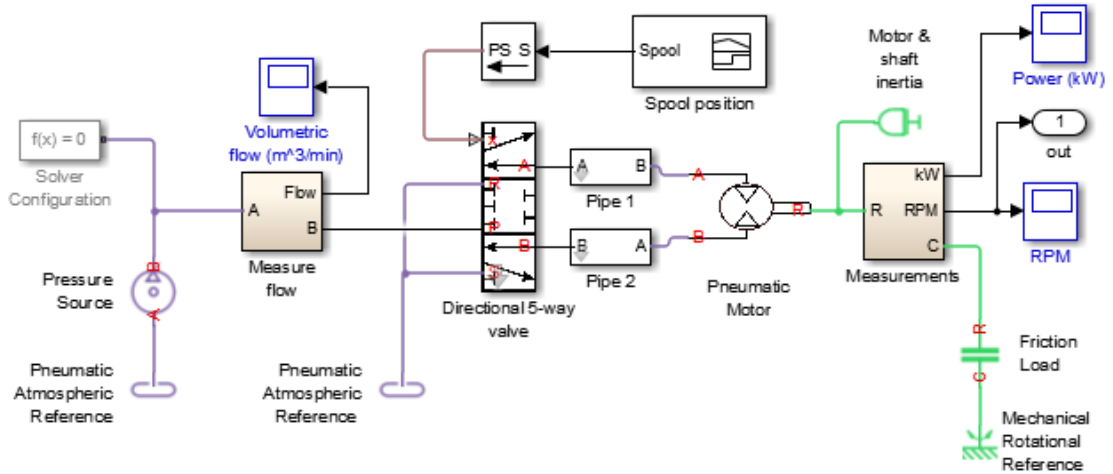 PS S
Spool
Spool position
Motor &
shaft
inertia
Power (kW)
f(x) = 0
Solver
Configuration
Volumetric
flow (m^3/min)
1
out
A
Flow
B
Measure
flow
X
A
R
P
B
S
Directional 5-way
valve
A
B
Pipe 1
B
A
Pipe 2
A
B
R
Pneumatic
Motor
R
kW
RPM
C
Measurements
RPM
B
A
Pressure
Source
Pneumatic
Atmospheric
Reference
Pneumatic
Atmospheric
Reference
R
C
Friction
Load
Mechanical
Rotational
Reference